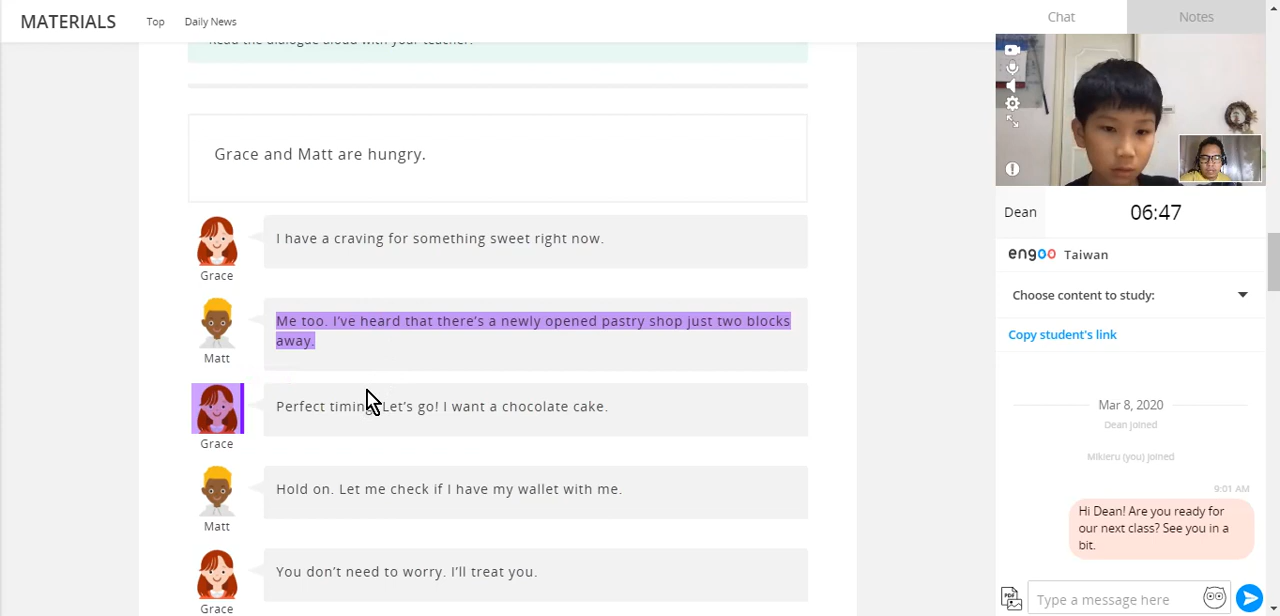 MATERIALS
Top
Daily News
Chat
Notes
Read the dialogue aloud with your teacher.
Grace and Matt are hungry.
I have a craving for something sweet right now.
Grace
Me too. I've heard that there's a newly opened pastry shop just two blocks
away.
Matt
Perfect timing. Let's go! I want a chocolate cake.
Grace
Hold on. Let me check if I have my wallet with me.
Matt
You don't need to worry. I'll treat you.
Grace
Dean
06:47
engoo Taiwan
Choose content to study:
Copy student's link
Mar 8, 2020
Dean joined
Mikieru (you) joined
9:01 AM
Hi Dean! Are you ready for
our next class? See you in a
bit.
PDF
Type a message here